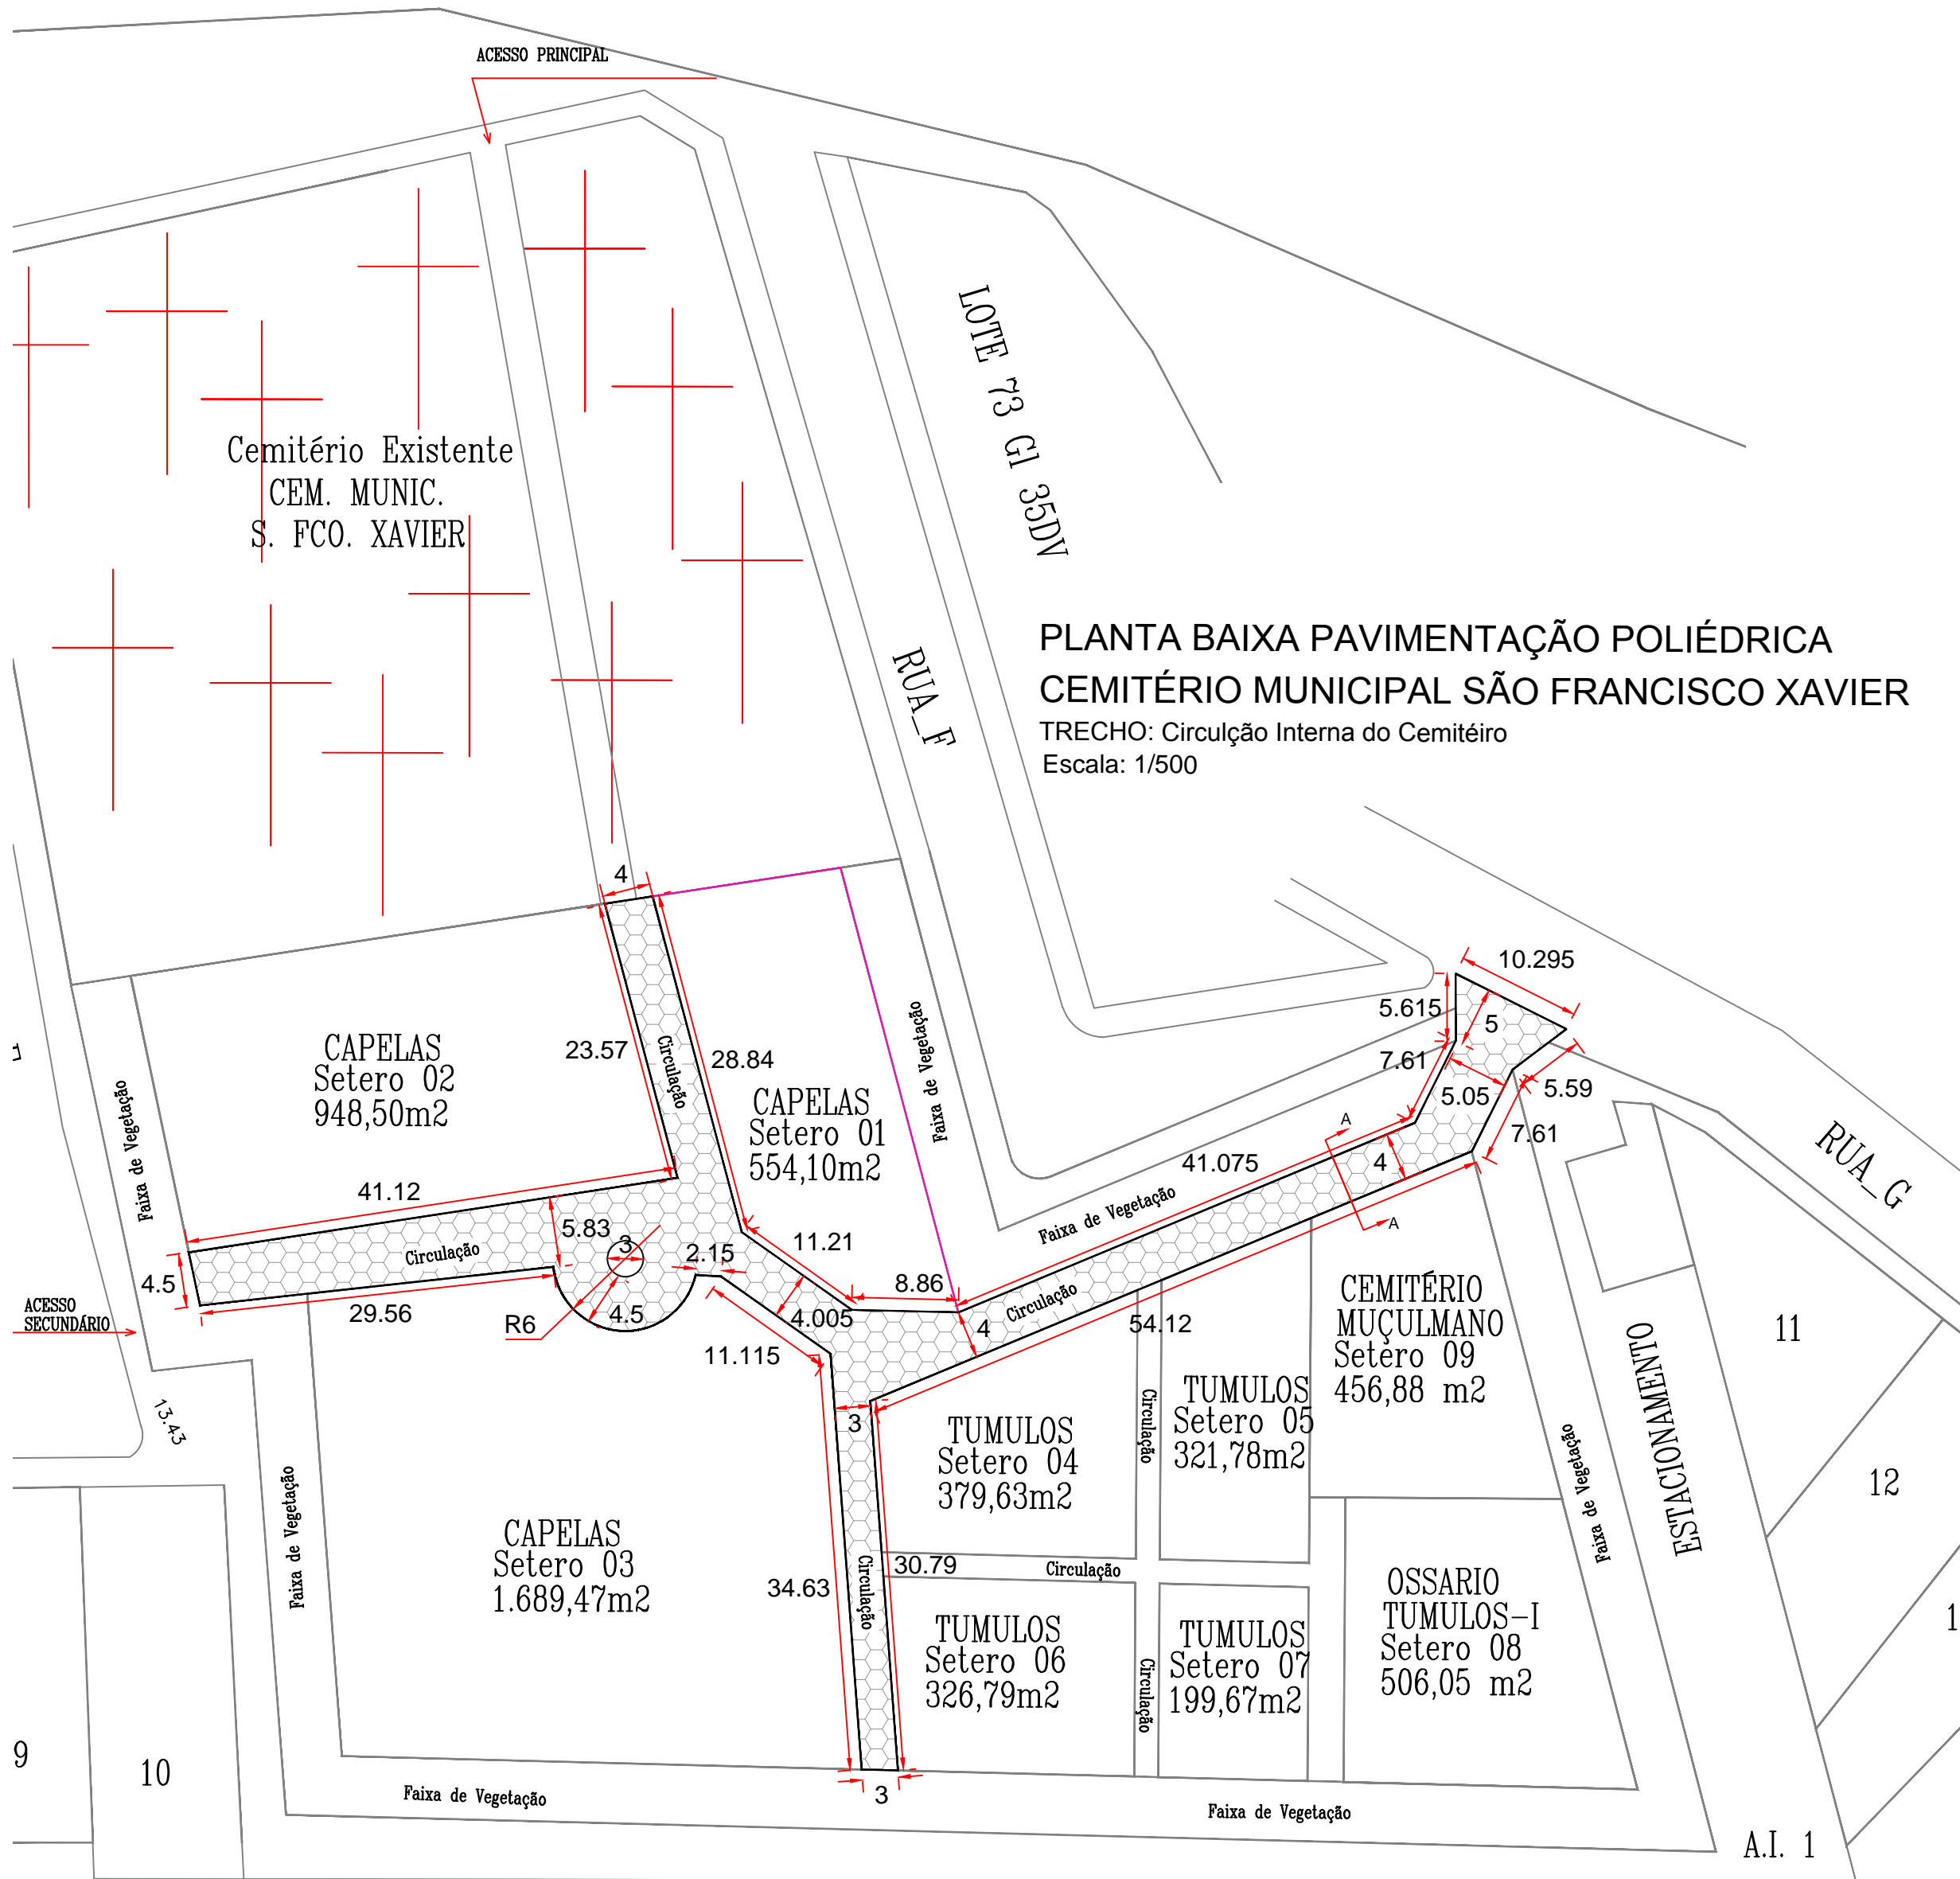 ACESSO PRINCIPAL
Cemitério Existente
CEM. MUNIC.
S. FCO. XAVIER
LOTE 73 Gl 35DV
RUA_F
PLANTA BAIXA PAVIMENTAÇÃO POLIÉDRICA
CEMITÉRIO MUNICIPAL SÃO FRANCISCO XAVIER
TRECHO: Circulção Interna do Cemitéiro
Escala: 1/500
4
23.57
28.84
Circulação
CAPELAS
Setero 02
948,50m2
CAPELAS
Setero 01
554,10m2
Faixa de Vegetação
Faixa de Vegetação
10.295
5.615
5
7.61
5.05
5.59
7.61
RUA_G
A
A
4
41.075
Faixa de Vegetação
41.12
Circulação
5.83
3
2.15
11.21
8.86
4.5
29.56
R6
4.5
4.005
11.115
4
Circulação
54.12
ACESSO
SECUNDÁRIO
13.43
CEMITÉRIO
MUÇULMANO
Setero 09
456,88 m2
ESTACIONAMENTO
11
12
1
3
TUMULOS
Setero 04
379,63m2
Circulação
TUMULOS
Setero 05
321,78m2
Faixa de Vegetação
Faixa de Vegetação
CAPELAS
Setero 03
1.689,47m2
34.63
Circulação
30.79
Circulação
TUMULOS
Setero 06
326,79m2
Circulação
TUMULOS
Setero 07
199,67m2
OSSARIO
TUMULOS-I
Setero 08
506,05 m2
9
10
3
Faixa de Vegetação
Faixa de Vegetação
A.I. 1